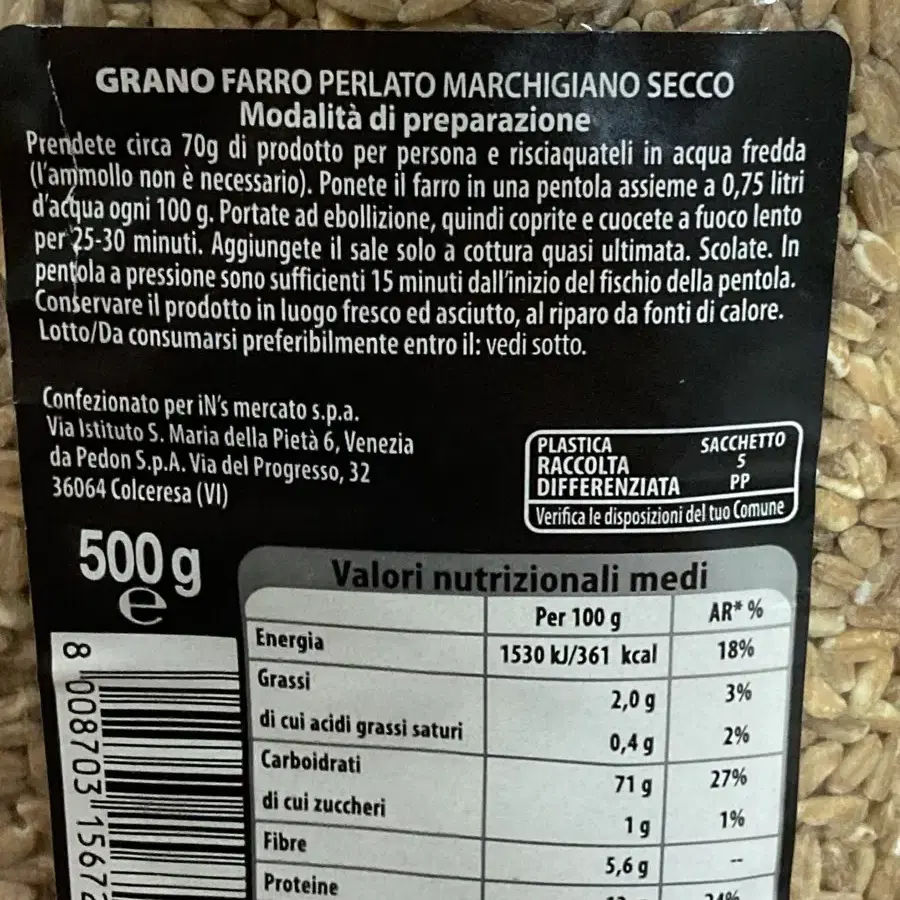 GRANO FARRO PERLATO MARCHIGIANO SECCO
Modalità di preparazione
Prendete circa 70g di prodotto per persona e risciaquateli in acqua fredda
(l'ammollo non è necessario). Ponete il farro in una pentola assieme a 0,75 litri
d'acqua ogni 100 g. Portate ad ebollizione, quindi coprite e cuocete a fuoco lento
per 25-30 minuti. Aggiungete il sale solo a cottura quasi ultimata. Scolate. In
pentola a pressione sono sufficienti 15 minuti dall'inizio del fischio della pentola.
Conservare il prodotto in luogo fresco ed asciutto, al riparo da fonti di calore.
Lotto/Da consumarsi preferibilmente entro il: vedi sotto.
Confezionato per iN's mercato s.p.a.
Via Istituto S. Maria della Pietà 6, Venezia
da Pedon S.p.A. Via del Progresso, 32
36064 Colceresa (VI)
PLASTICA SACCHETTO
RACCOLTA 5
DIFFERENZIATA PP
Verifica le disposizioni del tuo Comune
500 g
e
8 008703 1567
Valori nutrizionali medi
Per 100 g AR* %
Energia 1530 kJ/361 kcal 18%
Grassi 2,0 g 3%
di cui acidi grassi saturi 0,4 g 2%
Carboidrati 71 g 27%
di cui zuccheri 1 g 1%
Fibre 5,6 g --
Proteine